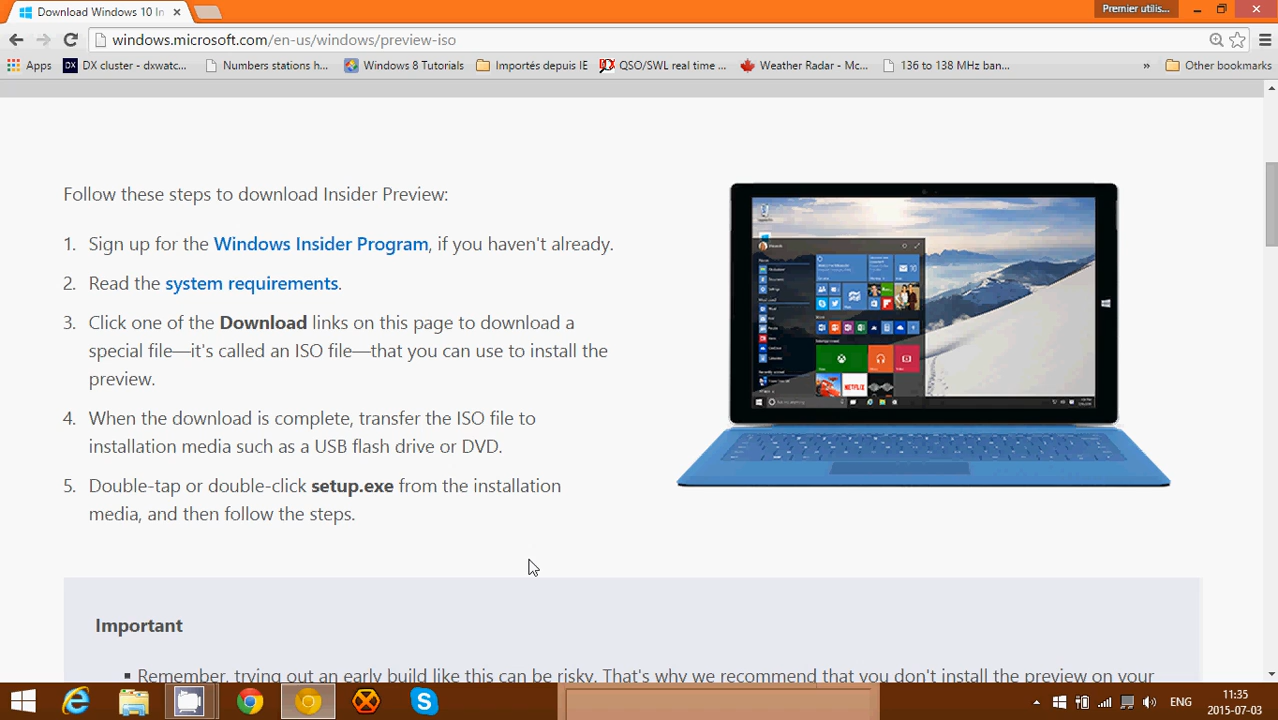 Download Windows 10 In
Premier utilis...
windows.microsoft.com/en-us/windows/preview-iso
Apps
DX cluster - dxwatc...
Numbers stations h...
Windows 8 Tutorials
Importés depuis IE
QSO/SWL real time ...
Weather Radar - Mc...
136 to 138 MHz ban...
»
Other bookmarks
Follow these steps to download Insider Preview:
1. Sign up for the Windows Insider Program, if you haven't already.
2. Read the system requirements.
3. Click one of the Download links on this page to download a
special file—it's called an ISO file—that you can use to install the
preview.
4. When the download is complete, transfer the ISO file to
installation media such as a USB flash drive or DVD.
5. Double-tap or double-click setup.exe from the installation
media, and then follow the steps.
NETFLIX
Important
▪ Remember, trying out an early build like this can be risky. That's why we recommend that you don't install the preview on your
ENG
11:35
2015-07-03